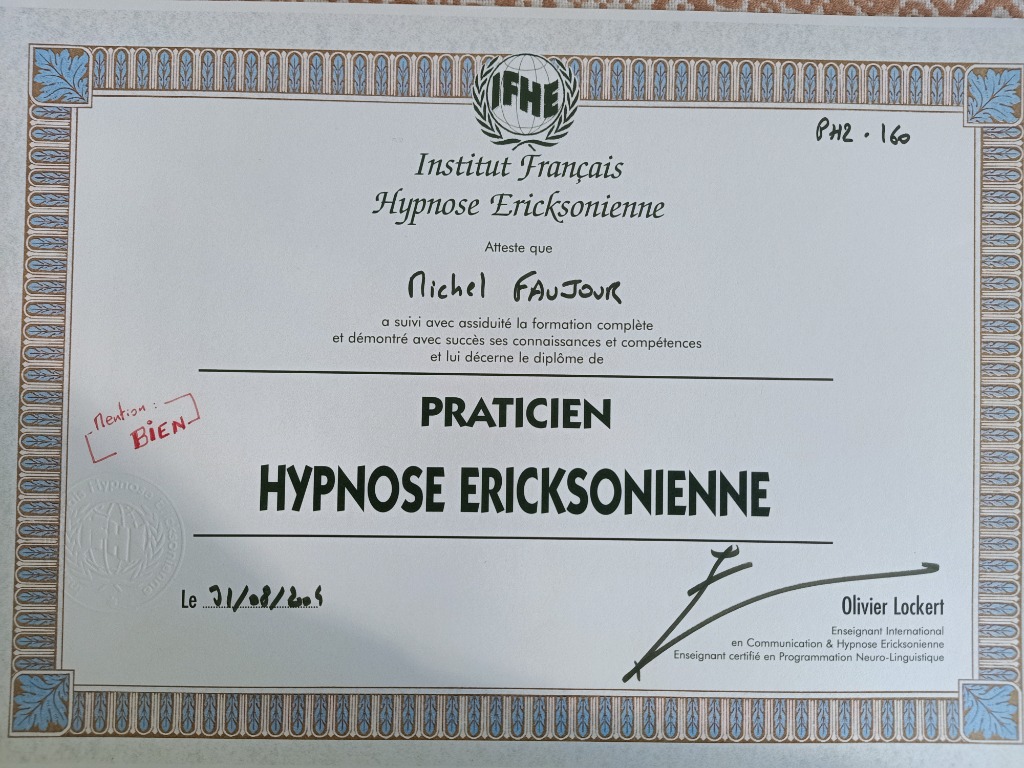 IFHE
PH2 . 160
Institut Français
Hypnose Ericksonienne
Atteste que
Michel FAUJOUR
a suivi avec assiduité la formation complète
et démontré avec succès ses connaissances et compétences
et lui décerne le diplôme de
PRATICIEN
Mention :
BIEN
HYPNOSE ERICKSONIENNE
Le
Olivier Lockert
Enseignant International
en Communication & Hypnose Ericksonienne
Enseignant certifié en Programmation Neuro-Linguistique